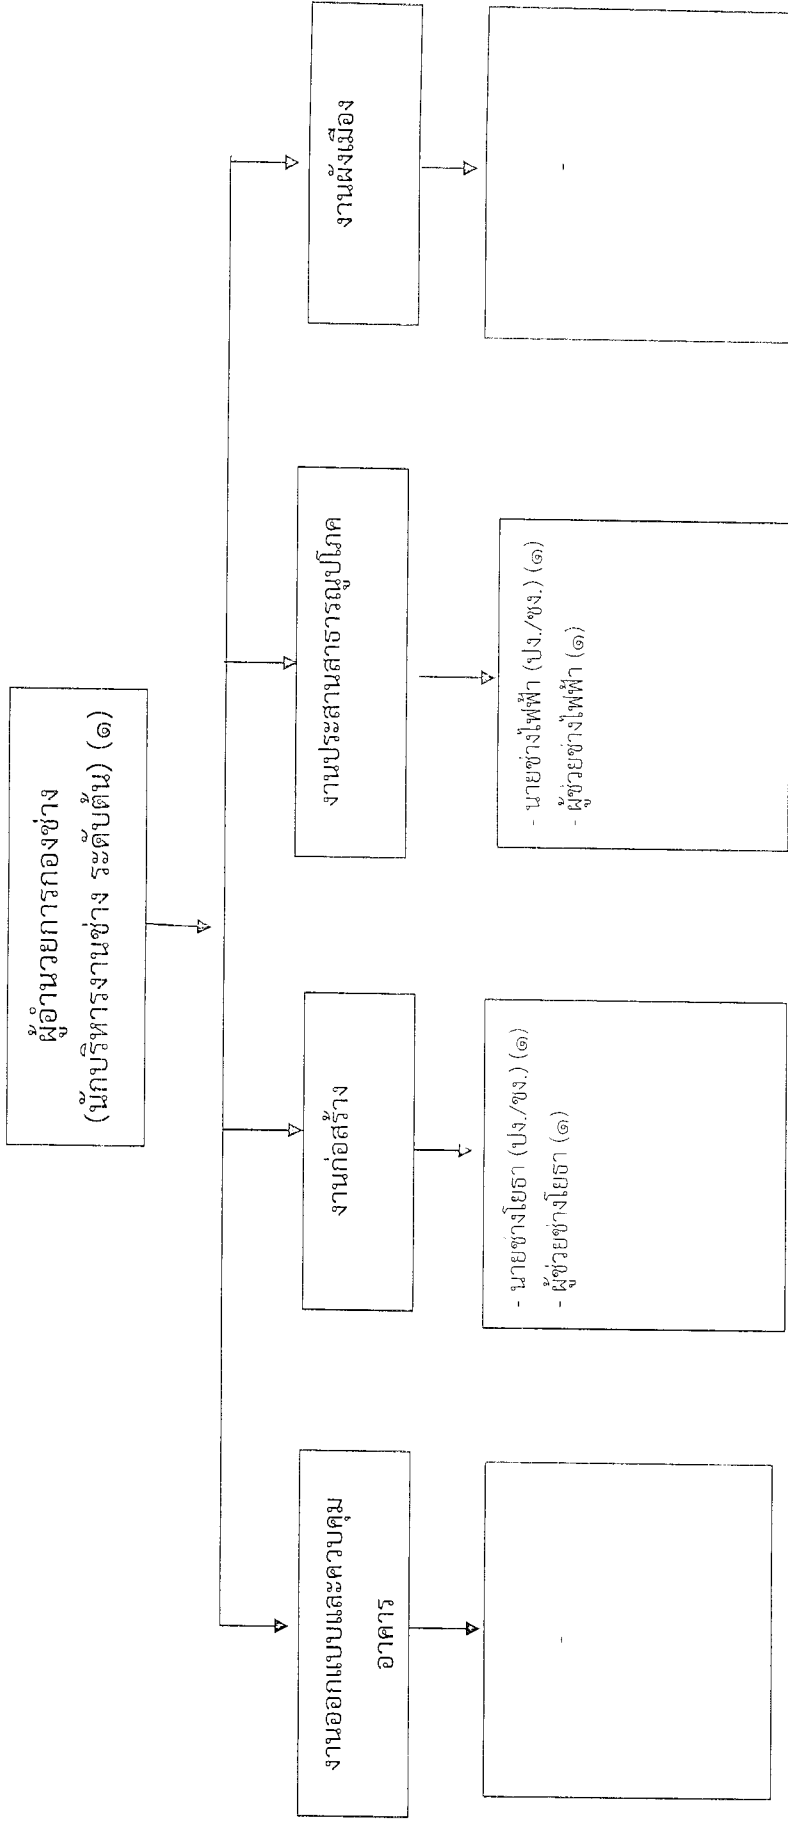 ผู้อำนวยการกองช่าง
(นักบริหารงานช่าง ระดับต้น) (๑)
งานออกแบบและควบคุม
อาคาร
-
งานก่อสร้าง
- นายช่างโยธา (ปง./ชง.) (๑)
- ผู้ช่วยช่างโยธา (๑)
งานประสานสาธารณูปโภค
- นายช่างไฟฟ้า (ปง./ชง.) (๑)
- ผู้ช่วยช่างไฟฟ้า (๑)
งานผังเมือง
-